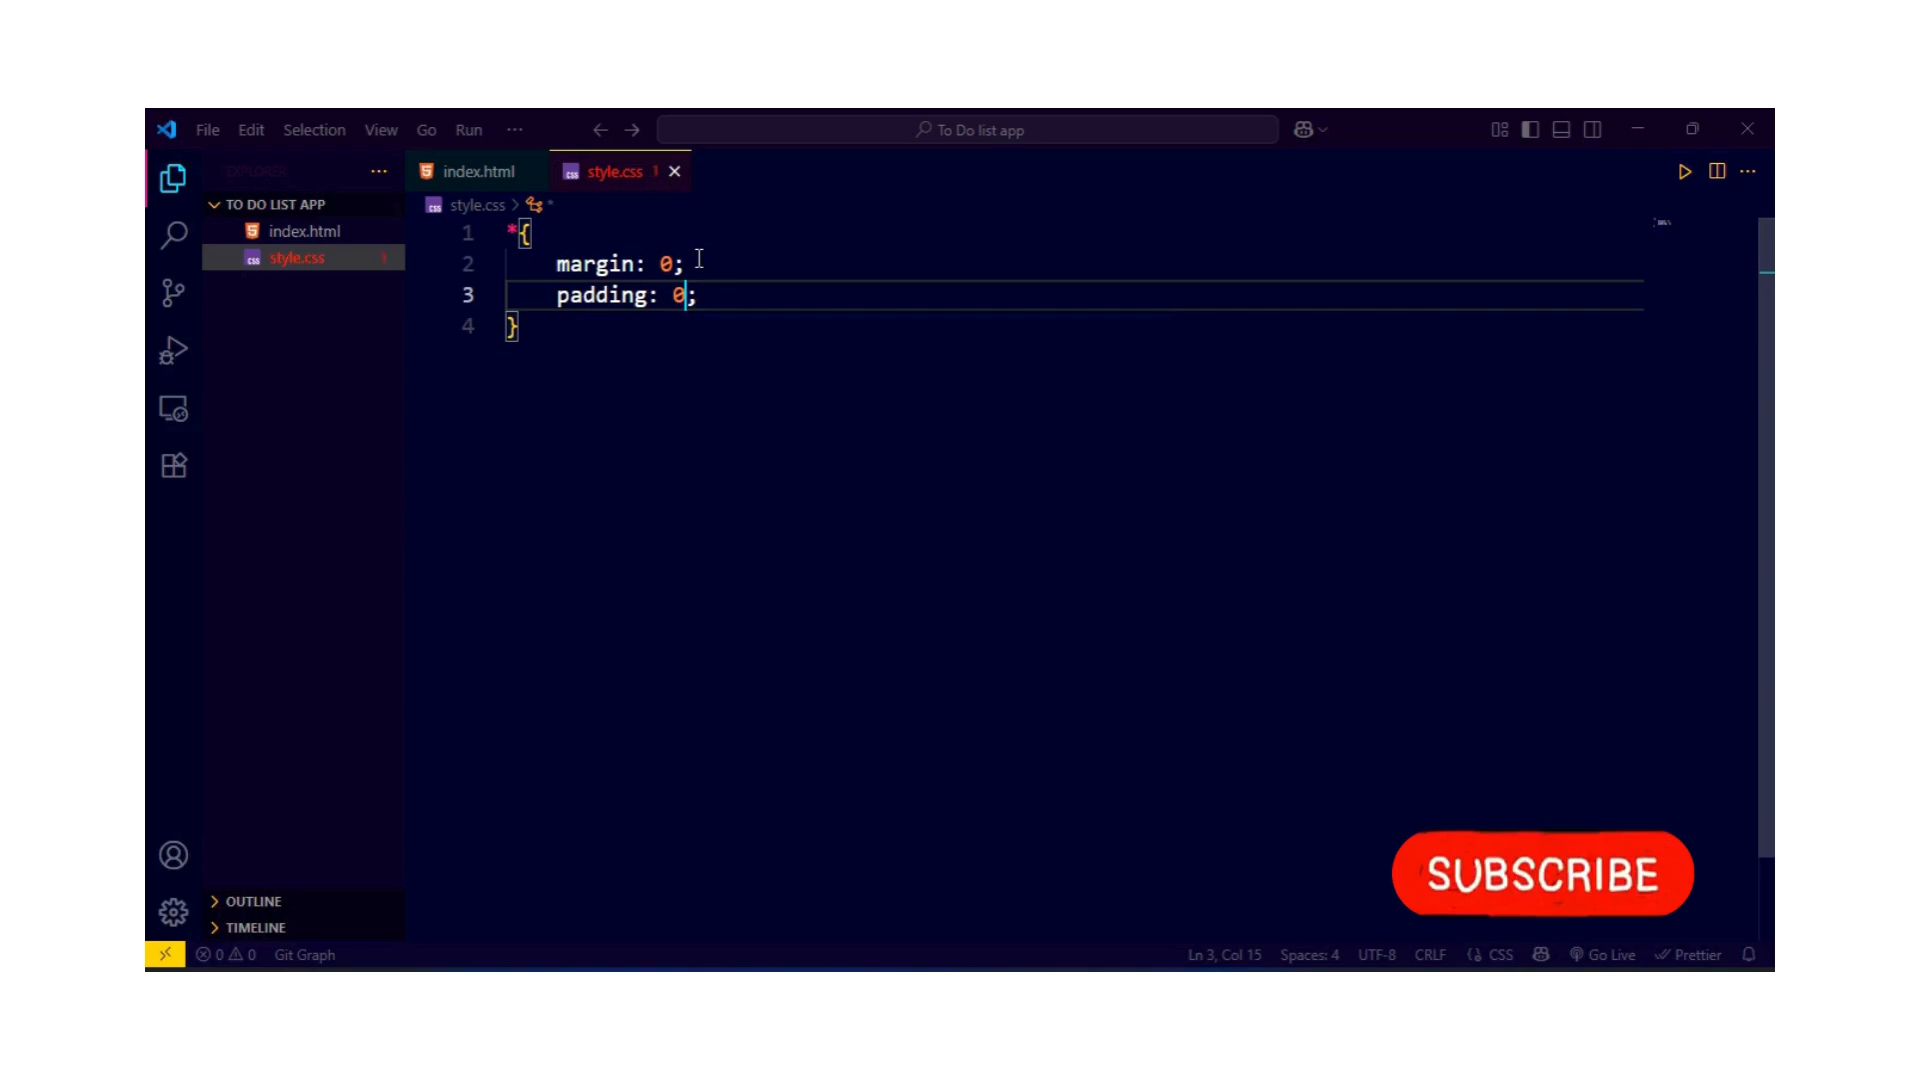 File Edit Selection View Go Run ··· To Do list app
EXPLORER ··· index.html style.css 1
TO DO LIST APP style.css > *
index.html
style.css 1
1 *{
2 margin: 0;
3 padding: 0;
4 }
SUBSCRIBE
OUTLINE
TIMELINE
0 0 Git Graph Ln 3, Col 15 Spaces: 4 UTF-8 CRLF CSS Go Live Prettier